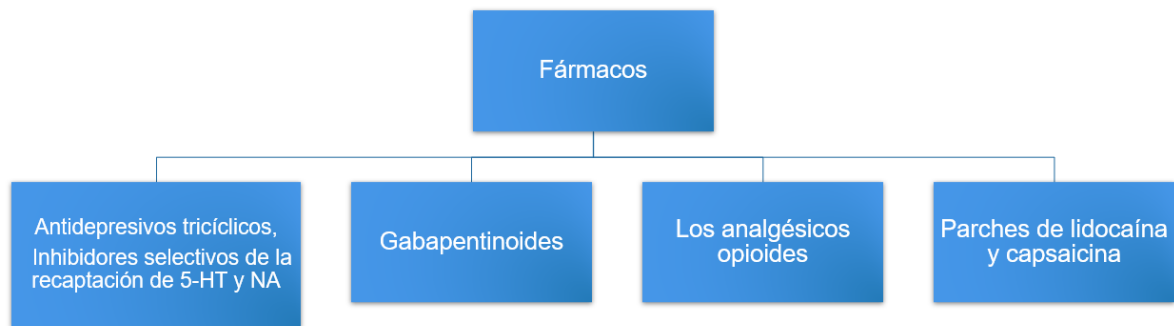 Fármacos
Antidepresivos tricíclicos,
Inhibidores selectivos de la
recaptación de 5-HT y NA
Gabapentinoides
Los analgésicos
opioides
Parches de lidocaína
y capsaicina